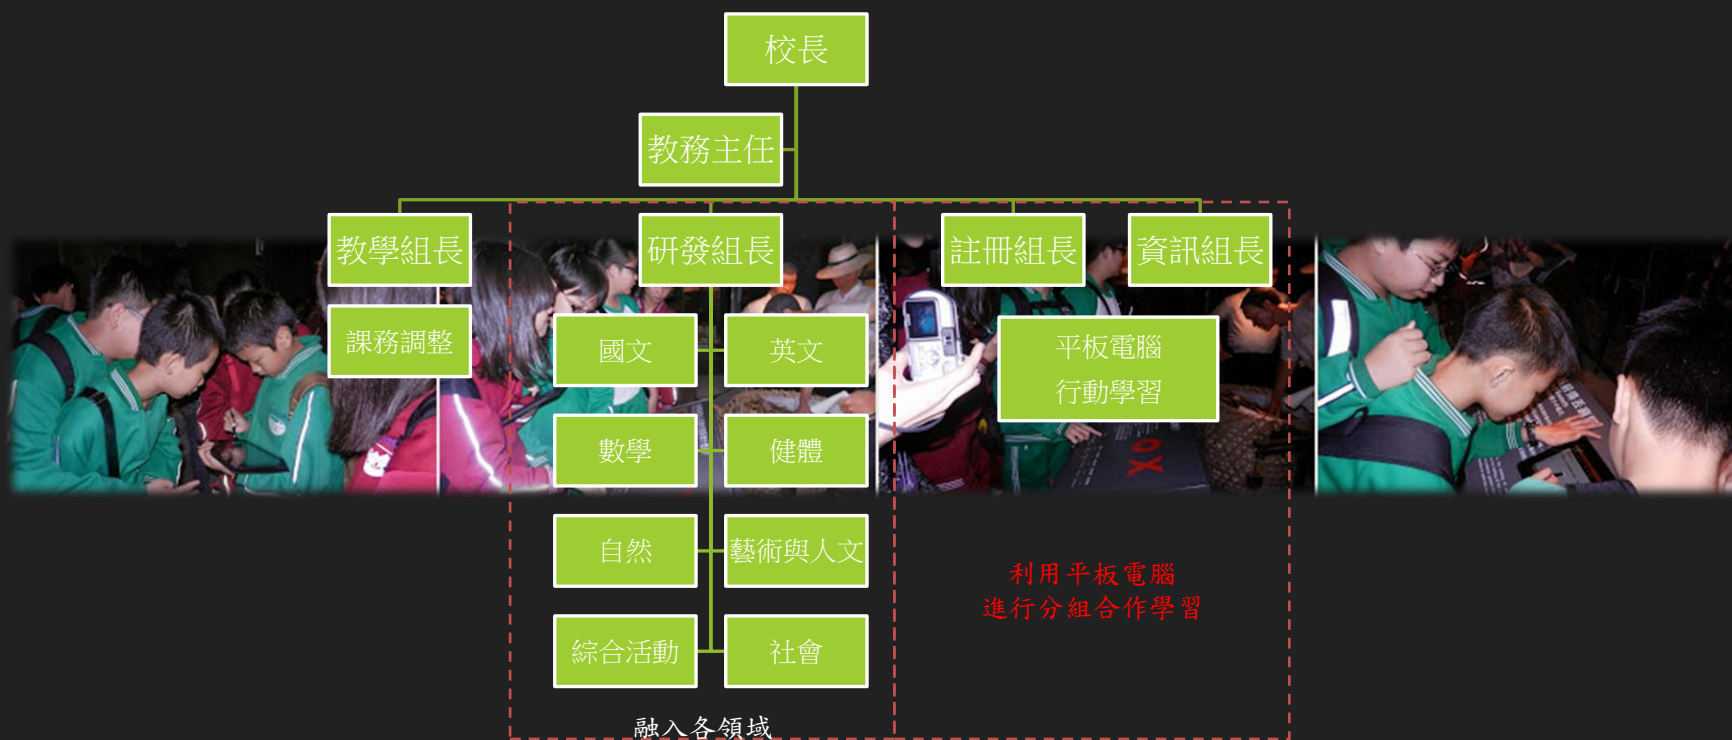 校長
教務主任
教學組長
研發組長
註冊組長
資訊組長
課務調整
國文
英文
平板電腦
行動學習
數學
健體
自然
藝術與人文
利用平板電腦
進行分組合作學習
綜合活動
社會
融入各領域
XO